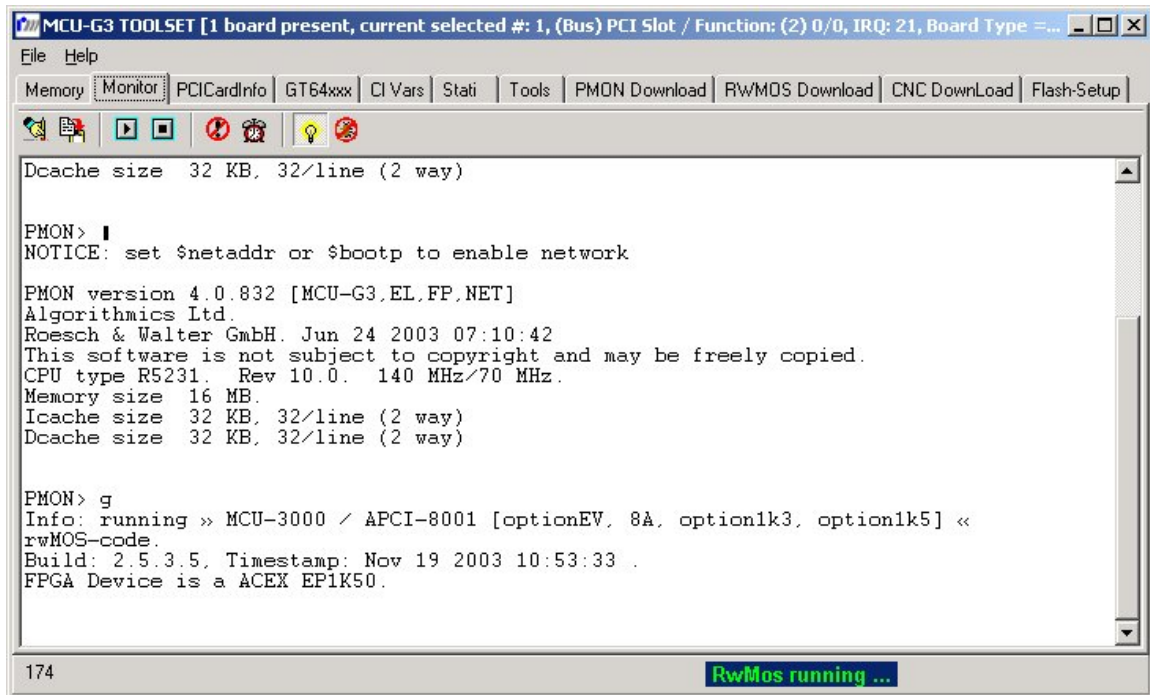 MCU-G3 TOOLSET [1 board present, current selected #: 1, (Bus) PCI Slot / Function: (2) 0/0, IRQ: 21, Board Type =...
File Help
Memory Monitor PCICardInfo GT64xxx CI Vars Stati Tools PMON Download RWMOS Download CNC DownLoad Flash-Setup
Dcache size 32 KB, 32/line (2 way)
PMON>
NOTICE: set $netaddr or $bootp to enable network
PMON version 4.0.832 [MCU-G3,EL,FP,NET]
Algorithmics Ltd.
Roesch & Walter GmbH. Jun 24 2003 07:10:42
This software is not subject to copyright and may be freely copied.
CPU type R5231. Rev 10.0. 140 MHz/70 MHz.
Memory size 16 MB.
Icache size 32 KB, 32/line (2 way)
Dcache size 32 KB, 32/line (2 way)
PMON> g
Info: running » MCU-3000 / APCI-8001 [optionEV, 8A, option1k3, option1k5] «
rwMOS-code.
Build: 2.5.3.5, Timestamp: Nov 19 2003 10:53:33 .
FPGA Device is a ACEX EP1K50.
174
RwMos running ...